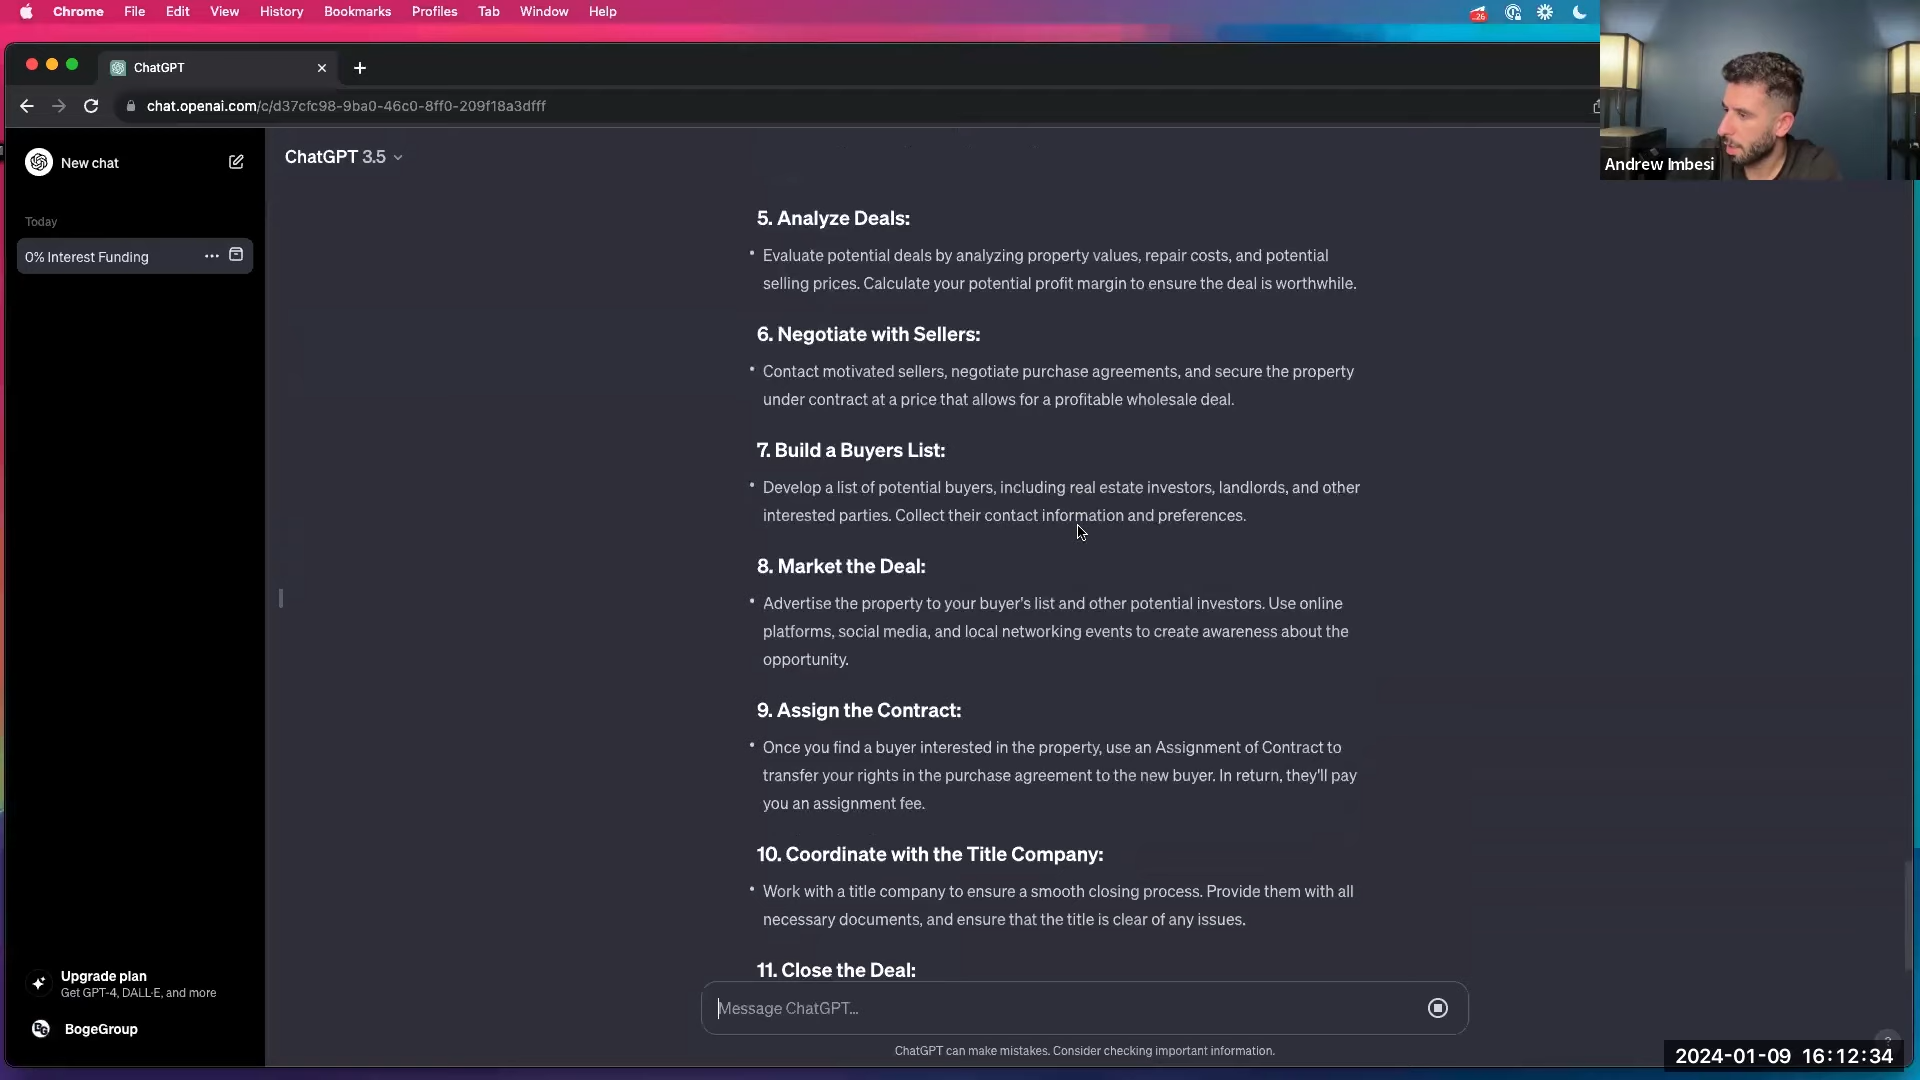 Chrome File Edit View History Bookmarks Profiles Tab Window Help
26
ChatGPT
chat.openai.com/c/d37cfc98-9ba0-46c0-8ff0-209f18a3dfff
Andrew Imbesi
New chat
ChatGPT 3.5
Today
0% Interest Funding
5. Analyze Deals:
Evaluate potential deals by analyzing property values, repair costs, and potential
selling prices. Calculate your potential profit margin to ensure the deal is worthwhile.
6. Negotiate with Sellers:
Contact motivated sellers, negotiate purchase agreements, and secure the property
under contract at a price that allows for a profitable wholesale deal.
7. Build a Buyers List:
Develop a list of potential buyers, including real estate investors, landlords, and other
interested parties. Collect their contact information and preferences.
8. Market the Deal:
Advertise the property to your buyer's list and other potential investors. Use online
platforms, social media, and local networking events to create awareness about the
opportunity.
9. Assign the Contract:
Once you find a buyer interested in the property, use an Assignment of Contract to
transfer your rights in the purchase agreement to the new buyer. In return, they'll pay
you an assignment fee.
10. Coordinate with the Title Company:
Work with a title company to ensure a smooth closing process. Provide them with all
necessary documents, and ensure that the title is clear of any issues.
11. Close the Deal:
Upgrade plan
Get GPT-4, DALL·E, and more
BogeGroup
Message ChatGPT...
ChatGPT can make mistakes. Consider checking important information.
?
2024-01-09 16:12:34